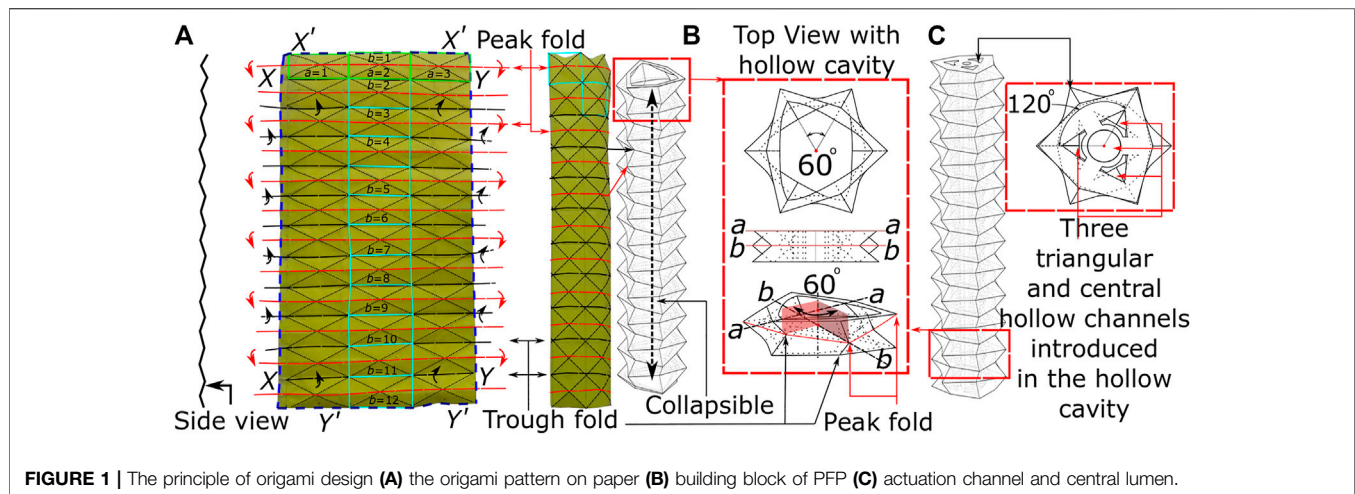 A
X'
X'
Peak fold
X
a=1
b=1
a=2
a=3
Y
b=2
b=3
b=4
b=5
b=6
b=7
b=8
b=9
b=10
X
b=11
Y
b=12
Side view
Y'
Y'
Trough fold
Collapsible
B
Top View with
hollow cavity
60°
a
a
b
b
60°
b
a
a
b
Peak fold
C
120°
Three
triangular
and central
hollow channels
introduced
in the hollow
cavity
FIGURE 1 | The principle of origami design (A) the origami pattern on paper (B) building block of PFP (C) actuation channel and central lumen.